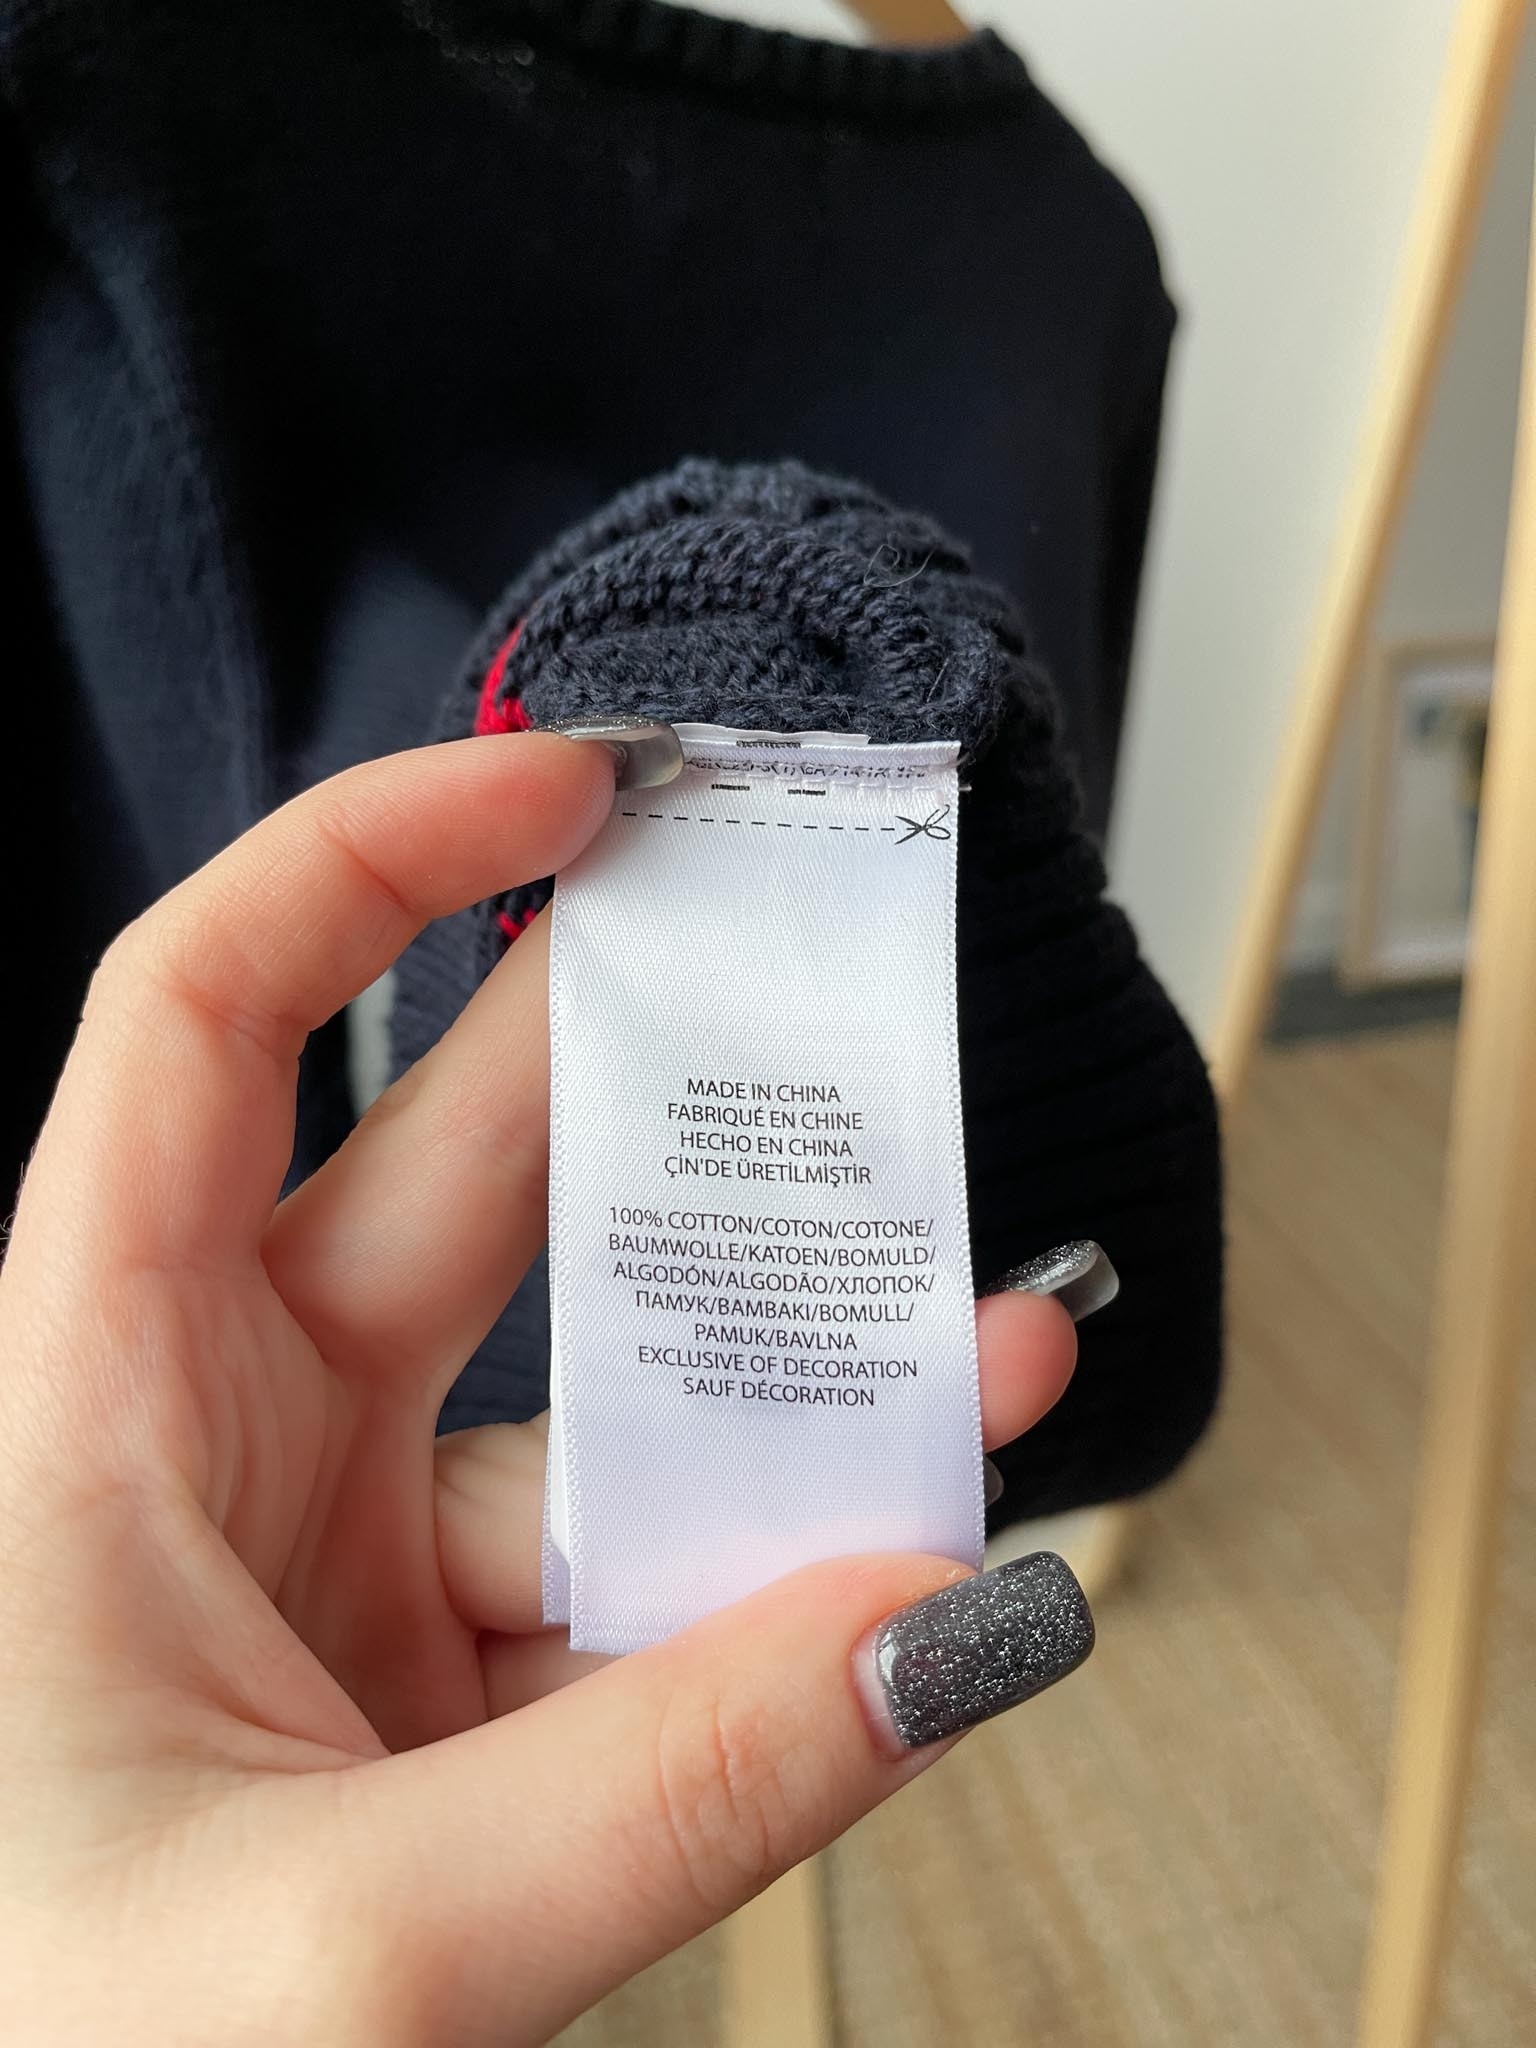 MADE IN CHINA
FABRIQUÉ EN CHINE
HECHO EN CHINA
ÇİN'DE ÜRETİLMİŞTİR
100% COTTON/COTON/COTONE/
BAUMWOLLE/KATOEN/BOMULD/
ALGODÓN/ALGODÃO/ХЛОПОК/
ПАМУК/BAMBAKI/BOMULL/
PAMUK/BAVLNA
EXCLUSIVE OF DECORATION
SAUF DÉCORATION